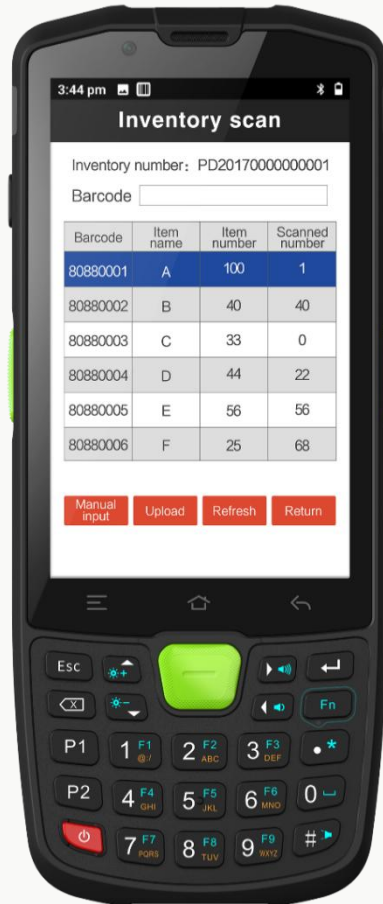 3:44 pm
Inventory scan
Inventory number: PD20170000000001
Barcode
Barcode Item name Item number Scanned number
80880001 A 100 1
80880002 B 40 40
80880003 C 33 0
80880004 D 44 22
80880005 E 56 56
80880006 F 25 68
Manual input Upload Refresh Return
Esc
Fn
P1 1 F1 @:/ 2 F2 ABC 3 F3 DEF . *
P2 4 F4 GHI 5 F5 JKL 6 F6 MNO 0
7 F7 PQRS 8 F8 TUV 9 F9 WXYZ #